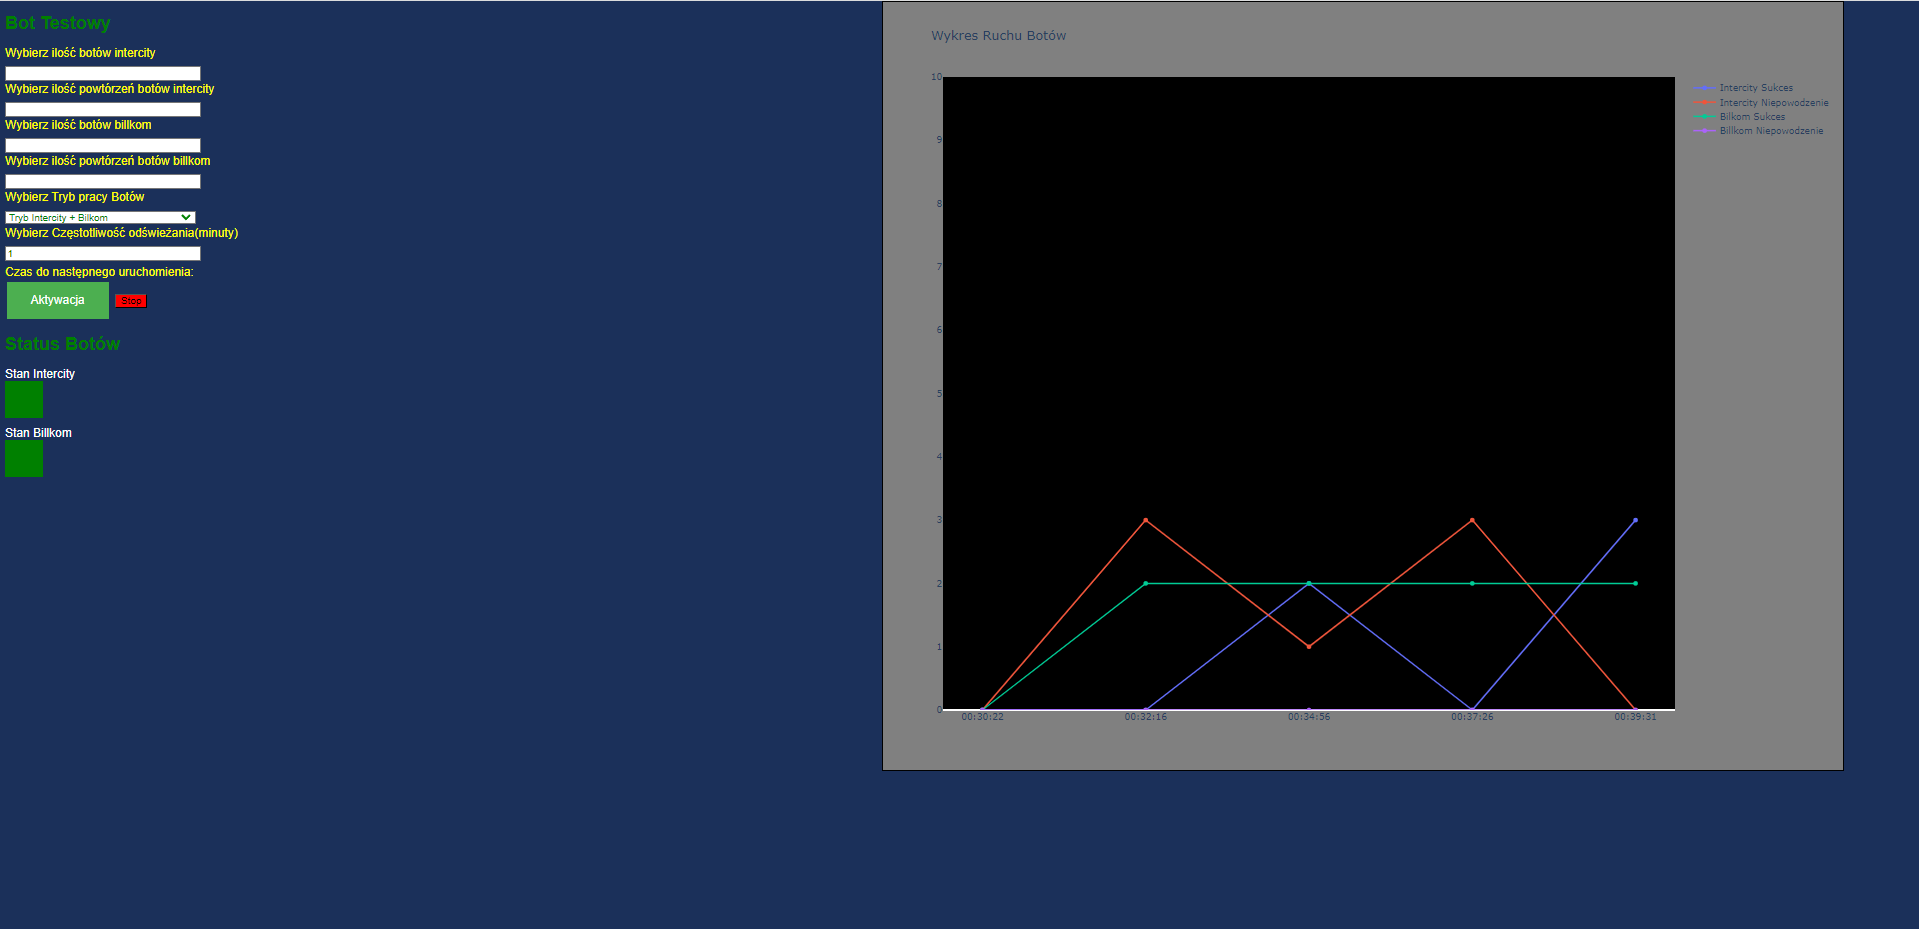 Bot Testowy
Wybierz ilość botów intercity
Wybierz ilość powtórzeń botów intercity
Wybierz ilość botów billkom
Wybierz ilość powtórzeń botów billkom
Wybierz Tryb pracy Botów
Tryb Intercity + Bilkom
Wybierz Częstotliwość odświeżania(minuty)
1
Czas do następnego uruchomienia:
Aktywacja
Stop
Status Botów
Stan Intercity
Stan Billkom
Wykres Ruchu Botów
10
9
8
7
6
5
4
3
2
1
0
00:30:22
00:32:16
00:34:56
00:37:26
00:39:31
Intercity Sukces
Intercity Niepowodzenie
Bilkom Sukces
Billkom Niepowodzenie